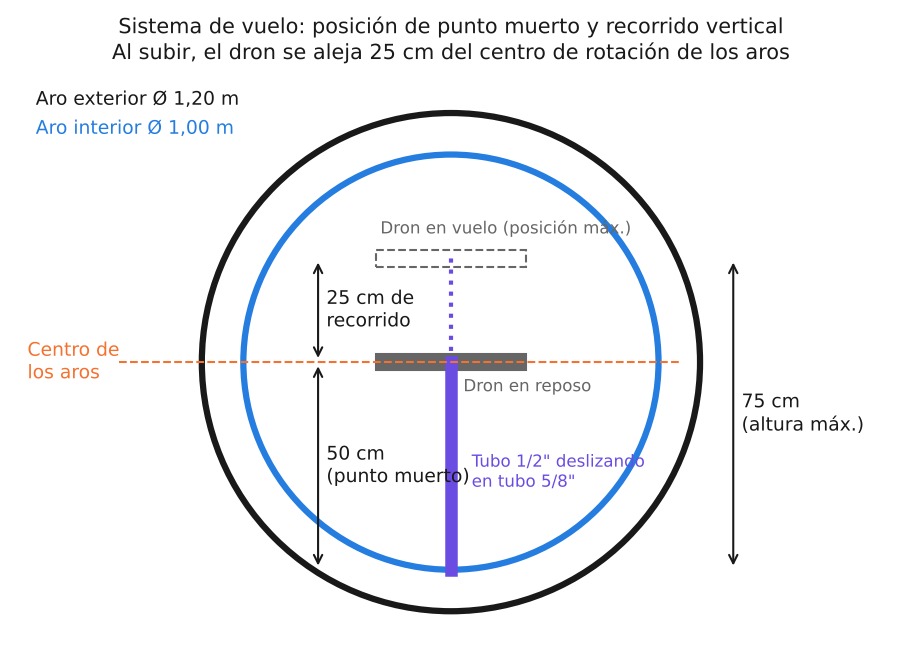 Sistema de vuelo: posición de punto muerto y recorrido vertical
Al subir, el dron se aleja 25 cm del centro de rotación de los aros
Aro exterior Ø 1,20 m
Aro interior Ø 1,00 m
Dron en vuelo (posición máx.)
25 cm de
recorrido
Centro de
los aros
Dron en reposo
75 cm
(altura máx.)
50 cm
(punto muerto)
Tubo 1/2" deslizando
en tubo 5/8"